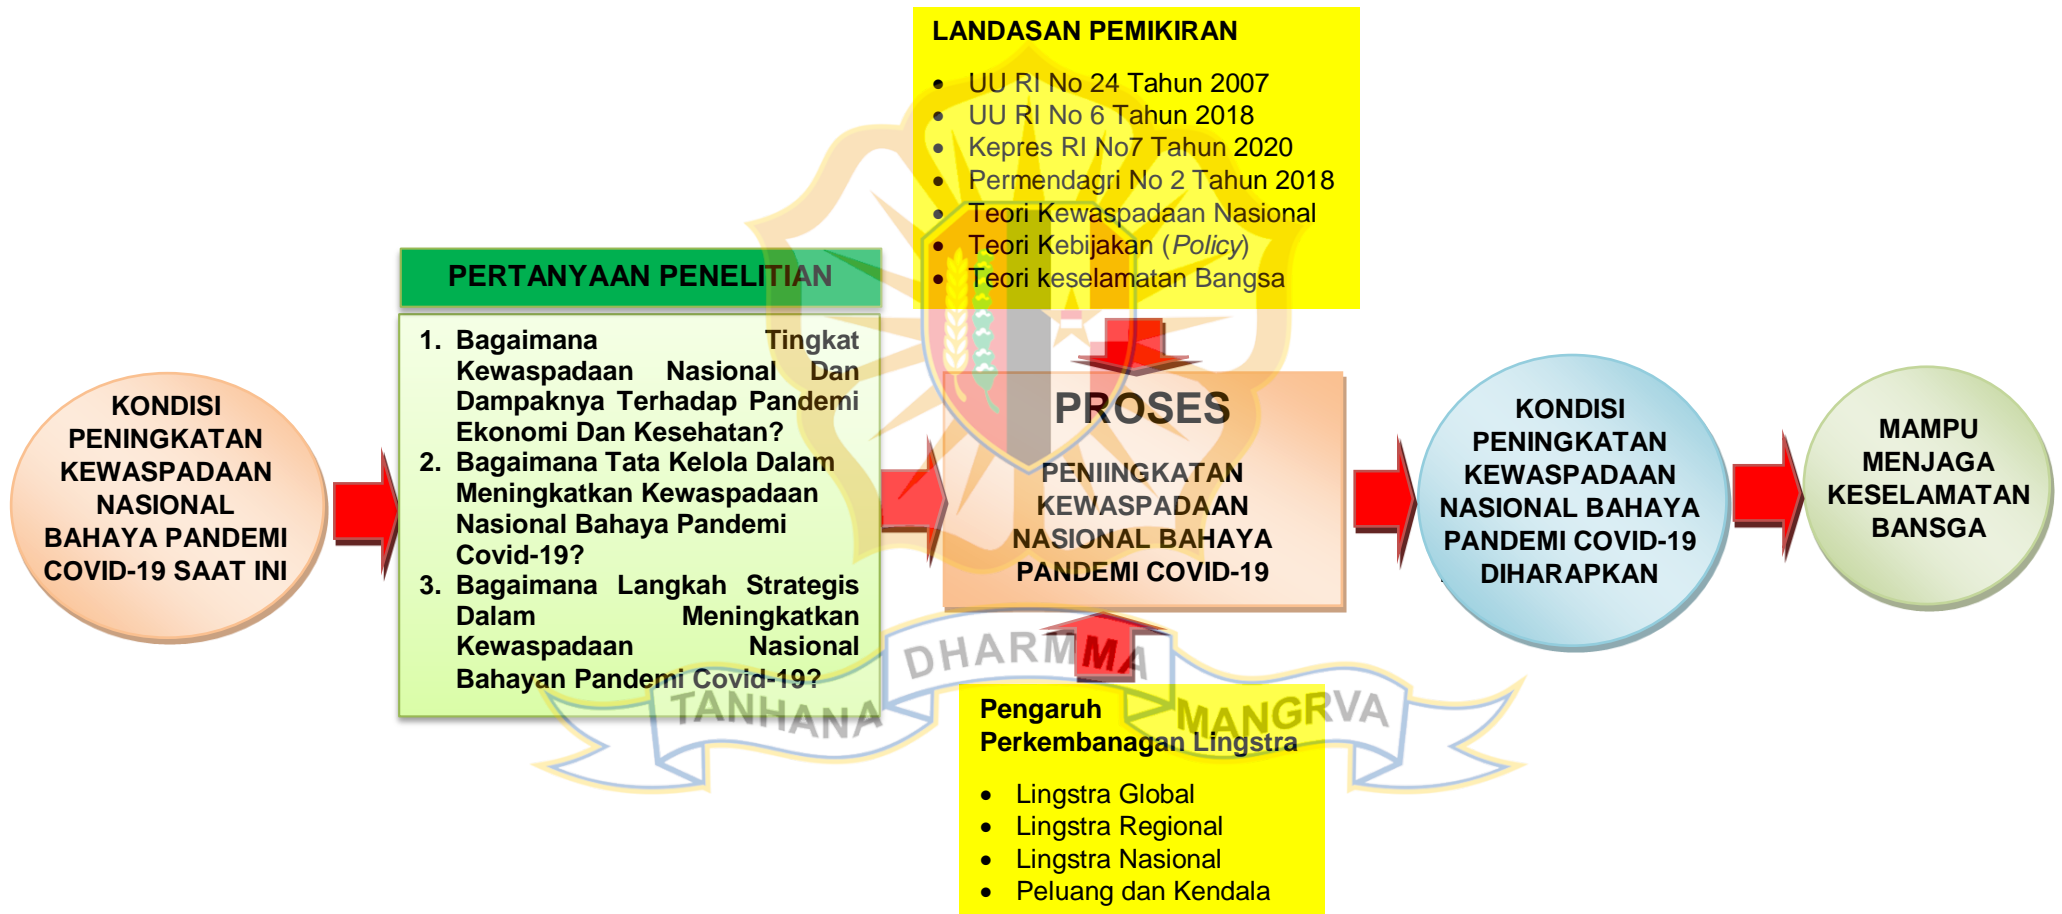 LANDASAN PEMIKIRAN
• UU RI No 24 Tahun 2007
• UU RI No 6 Tahun 2018
• Kepres RI No7 Tahun 2020
• Permendagri No 2 Tahun 2018
• Teori Kewaspadaan Nasional
• Teori Kebijakan (Policy)
• Teori keselamatan Bangsa
KONDISI
PENINGKATAN
KEWASPADAAN
NASIONAL
BAHAYA PANDEMI
COVID-19 SAAT INI
PERTANYAAN PENELITIAN
1. Bagaimana Tingkat
Kewaspadaan Nasional Dan
Dampaknya Terhadap Pandemi
Ekonomi Dan Kesehatan?
2. Bagaimana Tata Kelola Dalam
Meningkatkan Kewaspadaan
Nasional Bahaya Pandemi
Covid-19?
3. Bagaimana Langkah Strategis
Dalam Meningkatkan
Kewaspadaan Nasional
Bahayan Pandemi Covid-19?
PROSES
PENIINGKATAN
KEWASPADAAN
NASIONAL BAHAYA
PANDEMI COVID-19
KONDISI
PENINGKATAN
KEWASPADAAN
NASIONAL BAHAYA
PANDEMI COVID-19
DIHARAPKAN
MAMPU
MENJAGA
KESELAMATAN
BANSGA
Pengaruh
Perkembanagan Lingstra
• Lingstra Global
• Lingstra Regional
• Lingstra Nasional
• Peluang dan Kendala
TANHANA DHARMMA MANGRVA